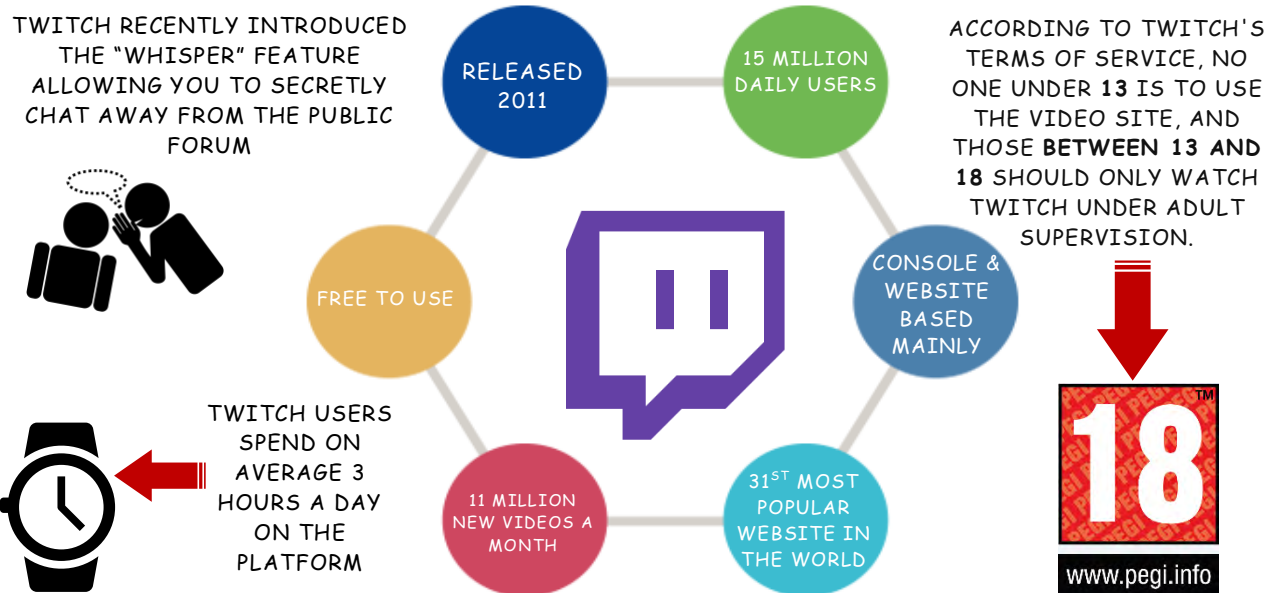 TWITCH RECENTLY INTRODUCED
THE “WHISPER” FEATURE
ALLOWING YOU TO SECRETLY
CHAT AWAY FROM THE PUBLIC
FORUM
RELEASED
2011
15 MILLION
DAILY USERS
ACCORDING TO TWITCH'S
TERMS OF SERVICE, NO
ONE UNDER 13 IS TO USE
THE VIDEO SITE, AND
THOSE BETWEEN 13 AND
18 SHOULD ONLY WATCH
TWITCH UNDER ADULT
SUPERVISION.
FREE TO USE
CONSOLE &
WEBSITE
BASED
MAINLY
TWITCH USERS
SPEND ON
AVERAGE 3
HOURS A DAY
ON THE
PLATFORM
11 MILLION
NEW VIDEOS A
MONTH
31ST MOST
POPULAR
WEBSITE IN
THE WORLD
18
TM
PEGI
www.pegi.info